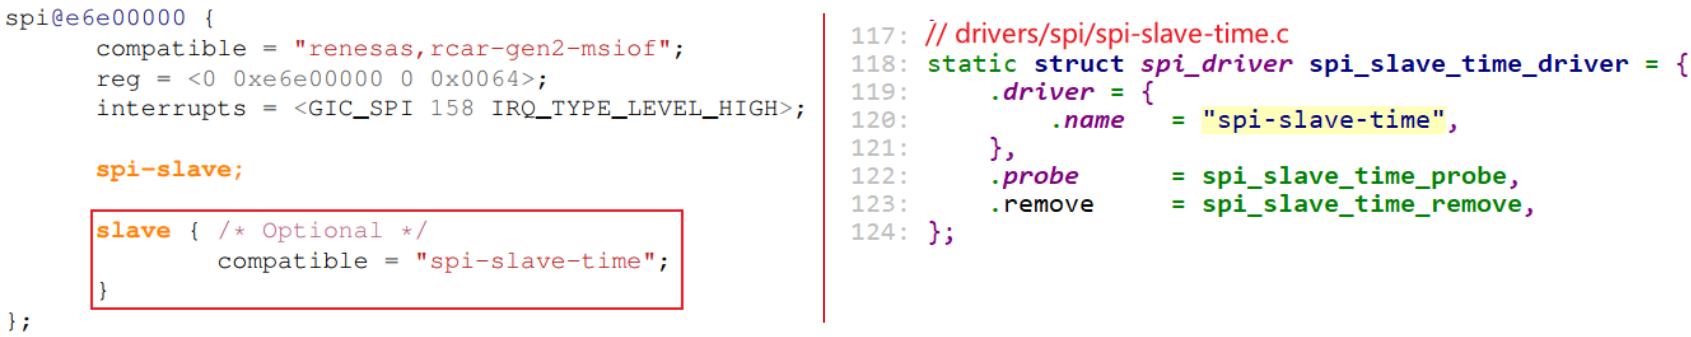 spi@e6e00000 {
compatible = "renesas,rcar-gen2-msiof";
reg = <0 0xe6e00000 0 0x0064>;
interrupts = <GIC_SPI 158 IRQ_TYPE_LEVEL_HIGH>;
spi-slave;
slave { /* Optional */
compatible = "spi-slave-time";
}
};
117: // drivers/spi/spi-slave-time.c
118: static struct spi_driver spi_slave_time_driver = {
119: .driver = {
120: .name = "spi-slave-time",
121: },
122: .probe = spi_slave_time_probe,
123: .remove = spi_slave_time_remove,
124: };